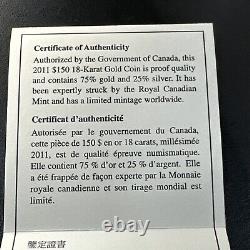 Certificate of Authenticity
Authorized by the Government of Canada, this
2011 $150 18-Karat Gold Coin is proof quality
and contains 75% gold and 25% silver. It has
been expertly struck by the Royal Canadian
Mint and has a limited mintage worldwide.
Certificat d'authenticité
Autorisée par le gouvernement du Canada,
cette pièce de 150 $ en or 18 carats, millésimée
2011, est de qualité épreuve numismatique.
Elle contient 75 % d'or et 25 % d'argent. Elle
a été frappée de façon experte par la Monnaie
royale canadienne et son tirage mondial est
limité.
鑒定證書